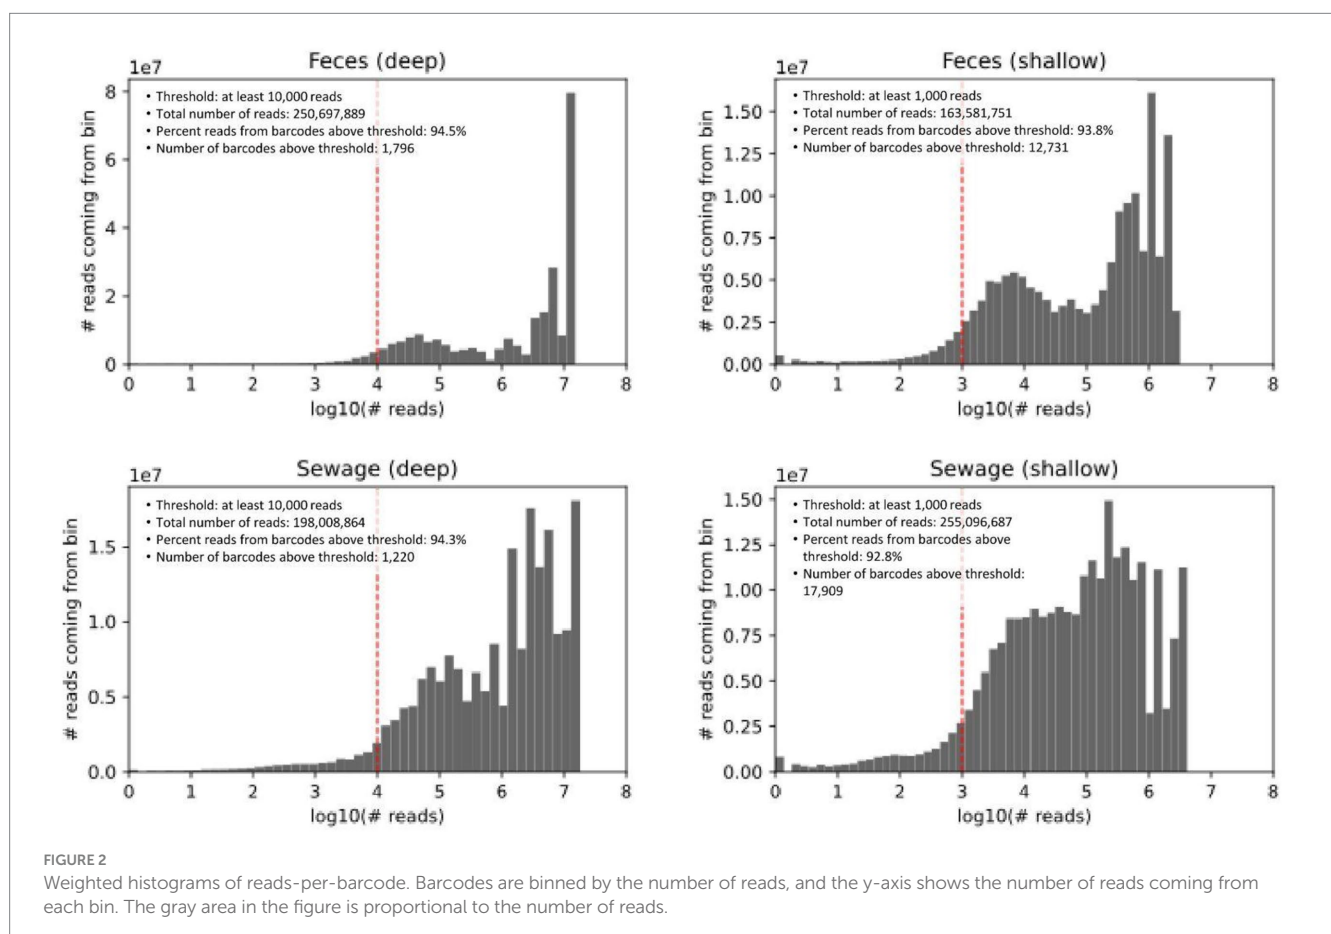 Feces (deep)
1e7
# reads coming from bin
8
6
4
2
0
• Threshold: at least 10,000 reads
• Total number of reads: 250,697,889
• Percent reads from barcodes above threshold: 94.5%
• Number of barcodes above threshold: 1,796
0 1 2 3 4 5 6 7 8
log10(# reads)
Feces (shallow)
1e7
# reads coming from bin
1.50
1.25
1.00
0.75
0.50
0.25
0.00
• Threshold: at least 1,000 reads
• Total number of reads: 163,581,751
• Percent reads from barcodes above threshold: 93.8%
• Number of barcodes above threshold: 12,731
0 1 2 3 4 5 6 7 8
log10(# reads)
Sewage (deep)
1e7
# reads coming from bin
1.5
1.0
0.5
0.0
• Threshold: at least 10,000 reads
• Total number of reads: 198,008,864
• Percent reads from barcodes above threshold: 94.3%
• Number of barcodes above threshold: 1,220
0 1 2 3 4 5 6 7 8
log10(# reads)
Sewage (shallow)
1e7
# reads coming from bin
1.50
1.25
1.00
0.75
0.50
0.25
0.00
• Threshold: at least 1,000 reads
• Total number of reads: 255,096,687
• Percent reads from barcodes above
threshold: 92.8%
• Number of barcodes above threshold:
17,909
0 1 2 3 4 5 6 7 8
log10(# reads)
FIGURE 2
Weighted histograms of reads-per-barcode. Barcodes are binned by the number of reads, and the y-axis shows the number of reads coming from
each bin. The gray area in the figure is proportional to the number of reads.